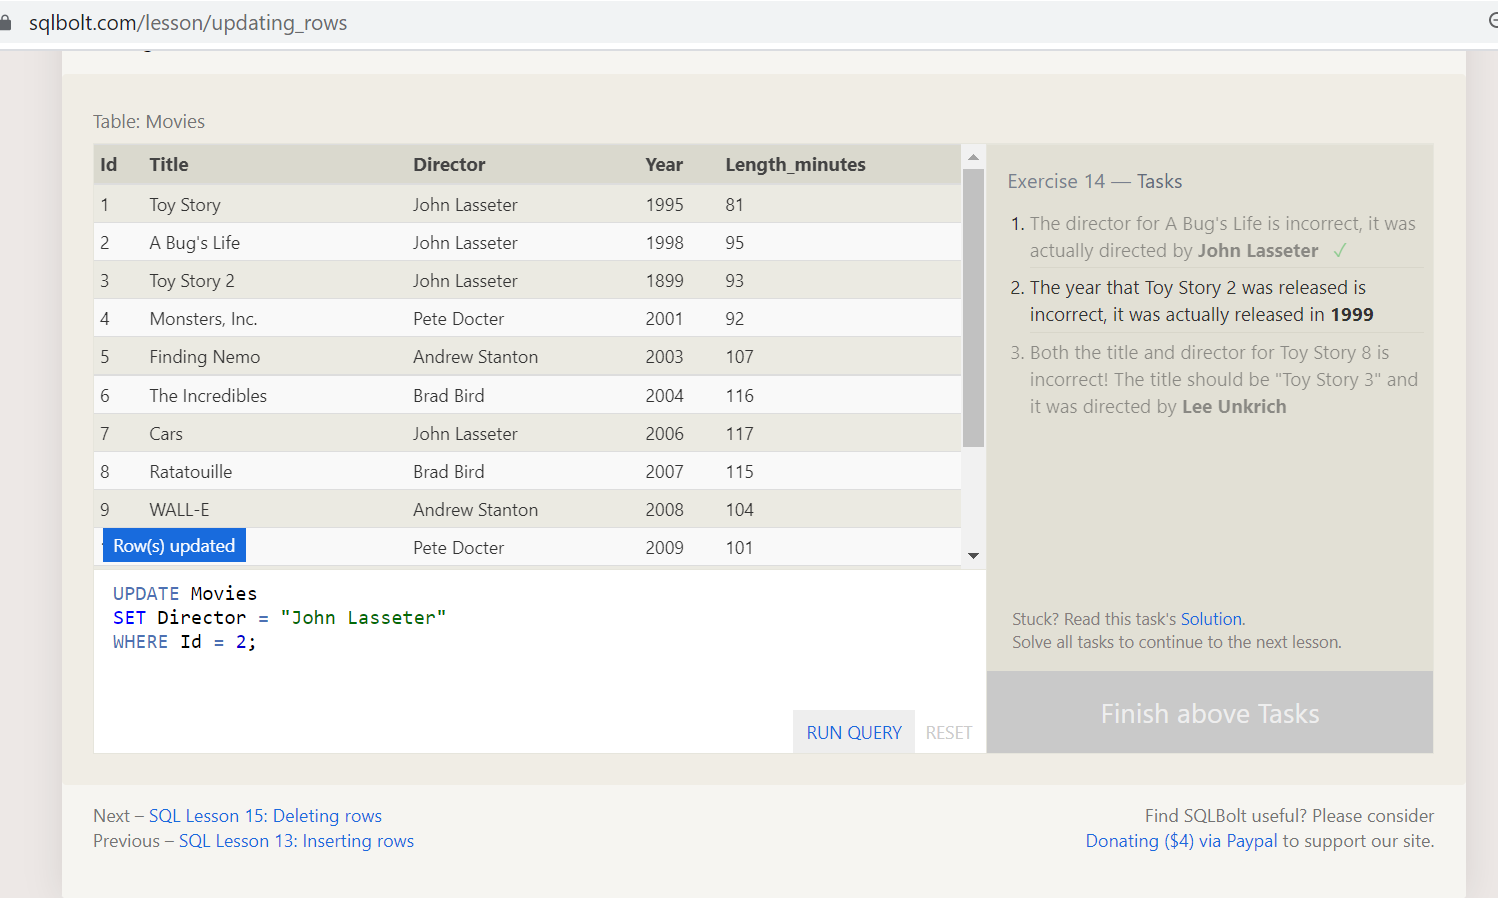 sqlbolt.com/lesson/updating_rows
Table: Movies
Id Title Director Year Length_minutes
1 Toy Story John Lasseter 1995 81
2 A Bug's Life John Lasseter 1998 95
3 Toy Story 2 John Lasseter 1899 93
4 Monsters, Inc. Pete Docter 2001 92
5 Finding Nemo Andrew Stanton 2003 107
6 The Incredibles Brad Bird 2004 116
7 Cars John Lasseter 2006 117
8 Ratatouille Brad Bird 2007 115
9 WALL-E Andrew Stanton 2008 104
Pete Docter 2009 101
Row(s) updated
UPDATE Movies
SET Director = "John Lasseter"
WHERE Id = 2;
RUN QUERY RESET
Exercise 14 — Tasks
1. The director for A Bug's Life is incorrect, it was
actually directed by John Lasseter ✓
2. The year that Toy Story 2 was released is
incorrect, it was actually released in 1999
3. Both the title and director for Toy Story 8 is
incorrect! The title should be "Toy Story 3" and
it was directed by Lee Unkrich
Stuck? Read this task's Solution.
Solve all tasks to continue to the next lesson.
Finish above Tasks
Next – SQL Lesson 15: Deleting rows
Previous – SQL Lesson 13: Inserting rows
Find SQLBolt useful? Please consider
Donating ($4) via Paypal to support our site.